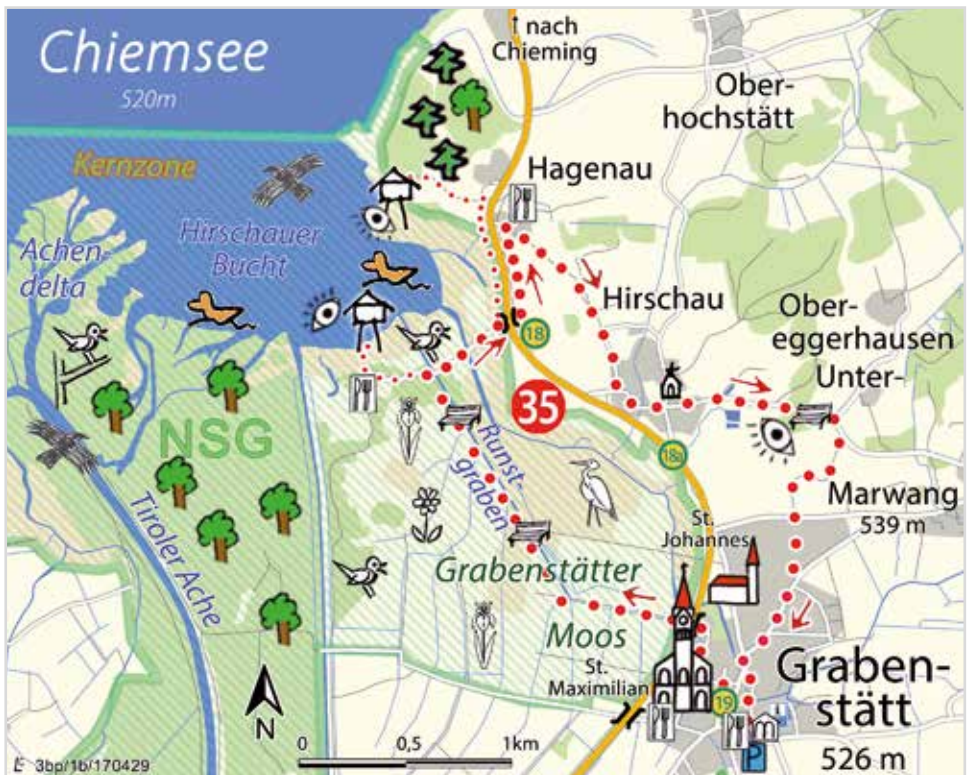 Chiemsee
520m
↑ nach
Chieming
Ober-
hochstätt
Kernzone
Hagenau
Achen-
delta
Hirschauer
Bucht
Hirschau
Ober-
eggerhausen
Unter-
18
35
NSG
Runst-
graben
18a
Marwang
539 m
St.
Johannes
Tiroler Ache
Grabenstätter
Moos
St.
Maximilian
19
Graben-
stätt
526 m
P
i
N
0 0,5 1km
E 3bp/1b/170429